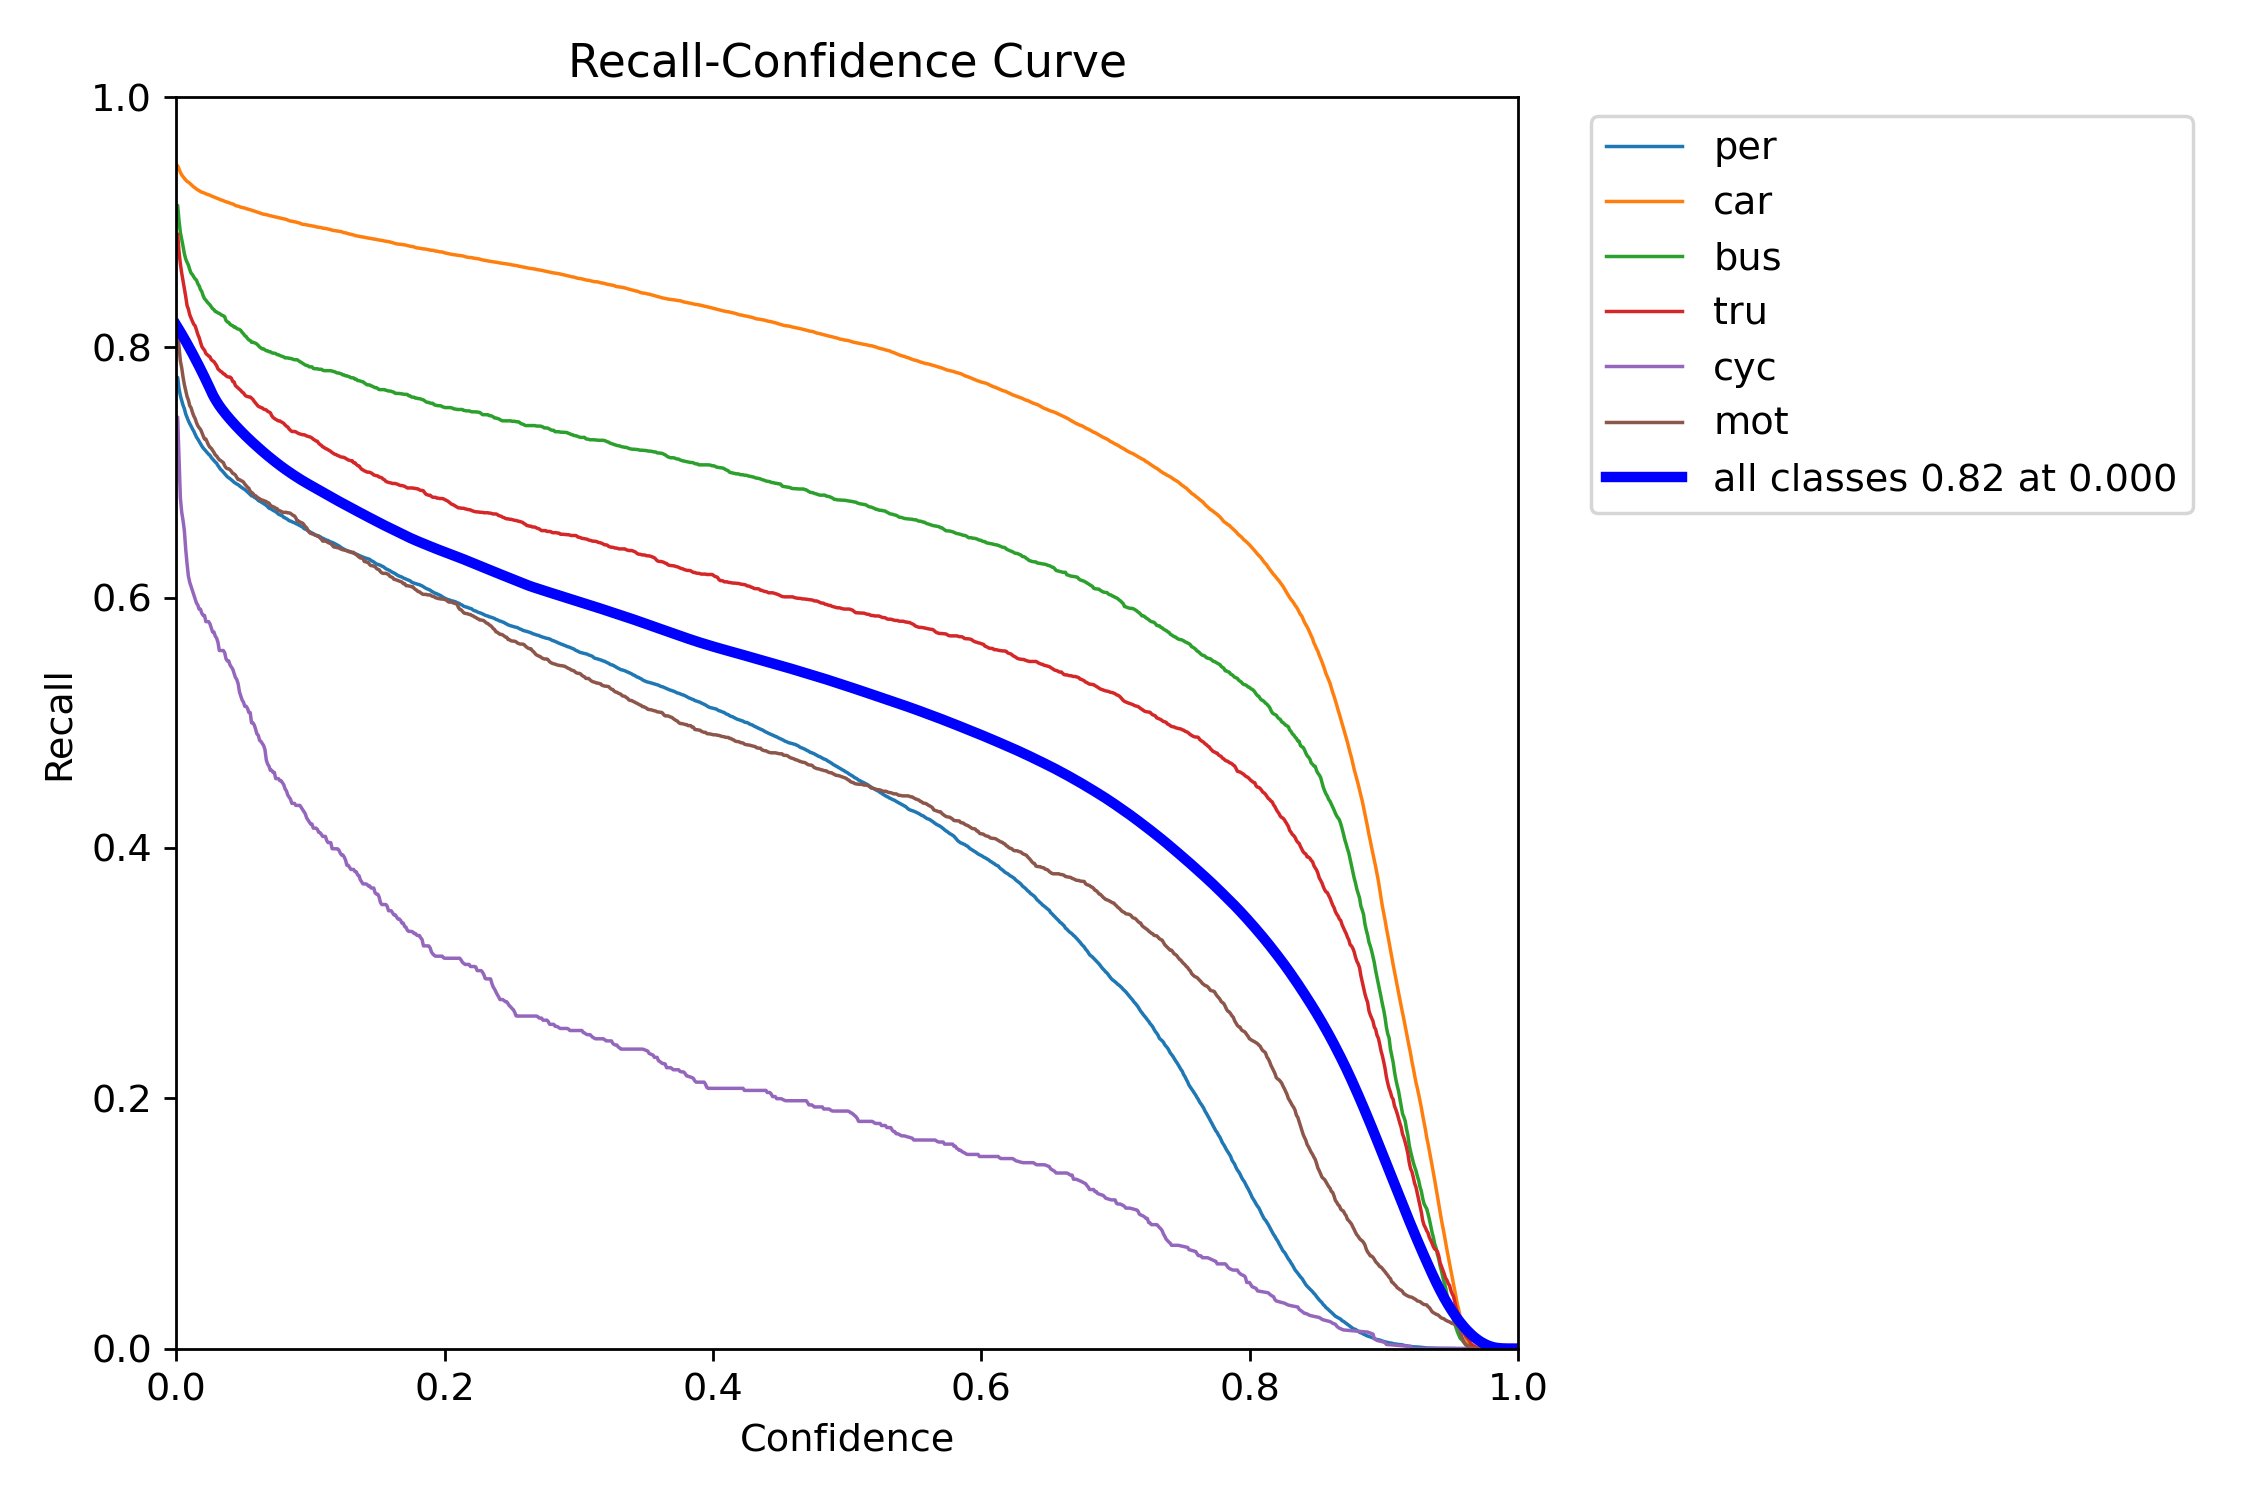 Recall-Confidence Curve
1.0
0.8
0.6
0.4
0.2
0.0
Recall
0.0 0.2 0.4 0.6 0.8 1.0
Confidence
per
car
bus
tru
cyc
mot
all classes 0.82 at 0.000